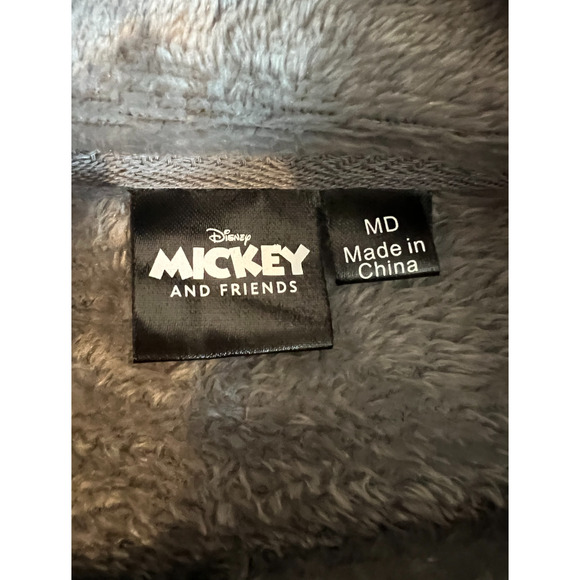 Disney
MICKEY
AND FRIENDS
MD
Made in
China